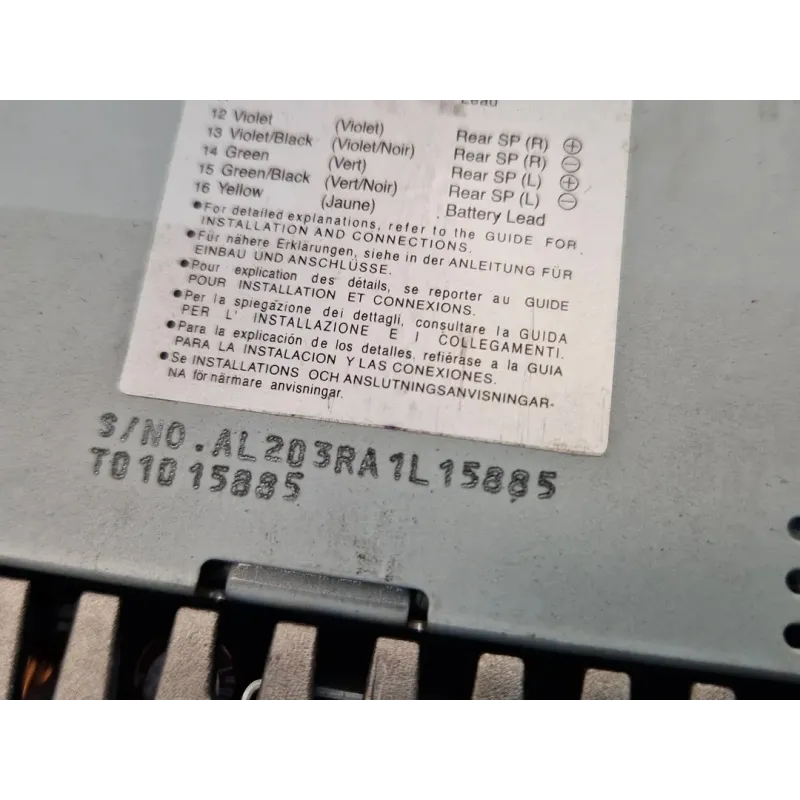 Lead
12 Violet (Violet) Rear SP (R) ⊕
13 Violet/Black (Violet/Noir) Rear SP (R) ⊖
14 Green (Vert) Rear SP (L) ⊕
15 Green/Black (Vert/Noir) Rear SP (L) ⊖
16 Yellow (Jaune) Battery Lead
●For detailed explanations, refer to the GUIDE FOR
INSTALLATION AND CONNECTIONS.
●Für nähere Erklärungen, siehe in der ANLEITUNG FÜR
EINBAU UND ANSCHLÜSSE.
●Pour explication des détails, se reporter au GUIDE
POUR INSTALLATION ET CONNEXIONS.
●Per la spiegazione dei dettagli, consultare la GUIDA
PER L' INSTALLAZIONE E I COLLEGAMENTI.
●Para la explicación de los detalles, refiérase a la GUIA
PARA LA INSTALACION Y LAS CONEXIONES.
●Se INSTALLATIONS OCH ANSLUTNINGSANVISNINGAR-
NA för närmare anvisningar.
S/NO.AL203RA1L15885
T01015885